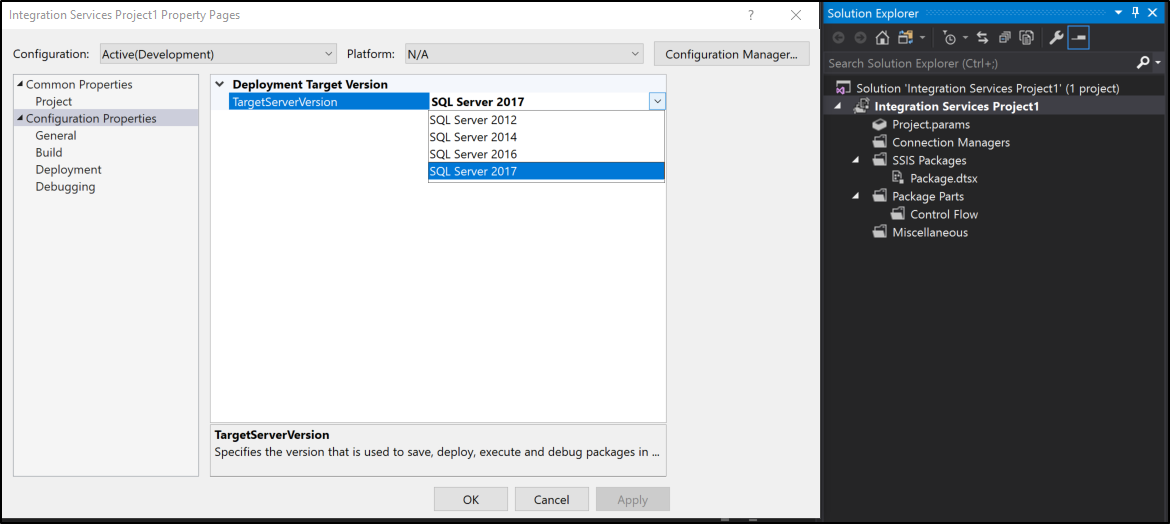 Integration Services Project1 Property Pages
?
Configuration: Active(Development) Platform: N/A Configuration Manager...
Common Properties
Project
Configuration Properties
General
Build
Deployment
Debugging
Deployment Target Version
TargetServerVersion SQL Server 2017
SQL Server 2012
SQL Server 2014
SQL Server 2016
SQL Server 2017
TargetServerVersion
Specifies the version that is used to save, deploy, execute and debug packages in ...
OK Cancel Apply
Solution Explorer
Search Solution Explorer (Ctrl+;)
Solution 'Integration Services Project1' (1 project)
Integration Services Project1
Project.params
Connection Managers
SSIS Packages
Package.dtsx
Package Parts
Control Flow
Miscellaneous